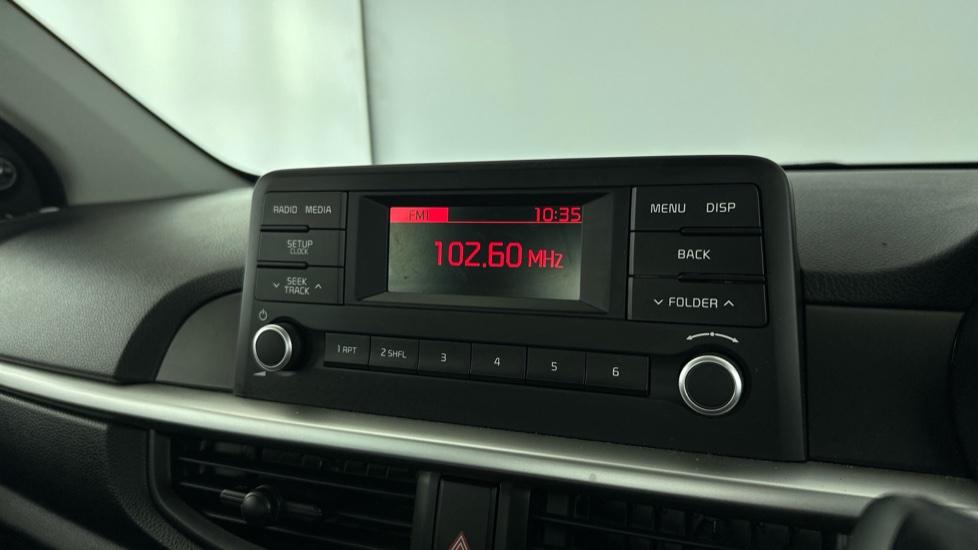 RADIO MEDIA
SETUP
CLOCK
SEEK
TRACK
FM1 10:35
102.60 MHz
MENU DISP
BACK
FOLDER
1 RPT 2 SHFL 3 4 5 6